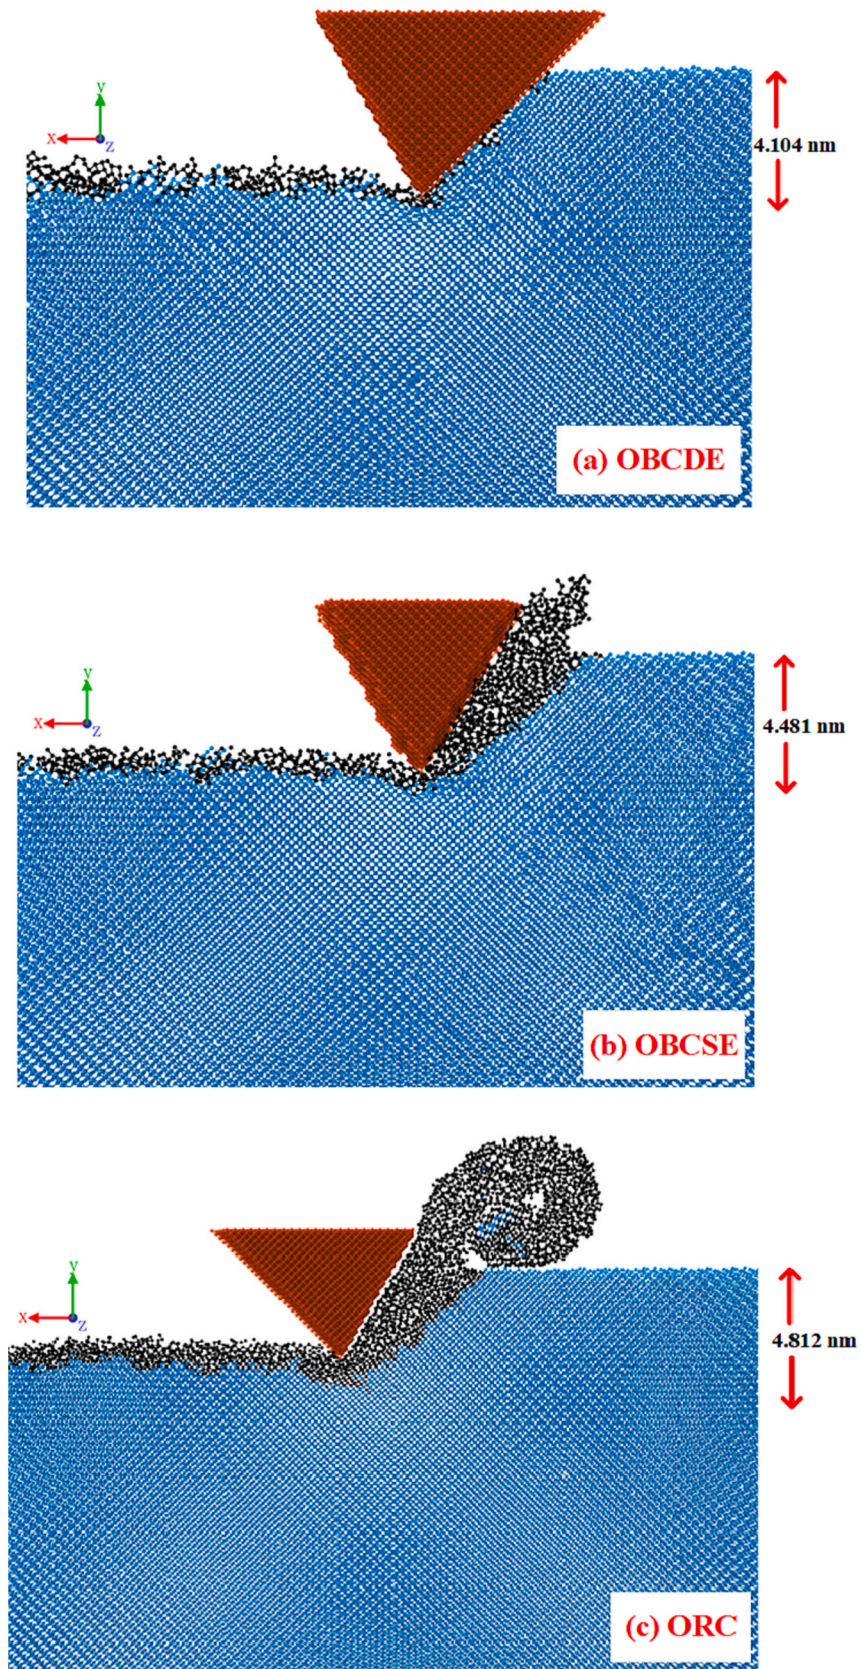 y
x
z
4.104 nm
(a) OBCDE
y
x
z
4.481 nm
(b) OBCSE
y
x
z
4.812 nm
(c) ORC